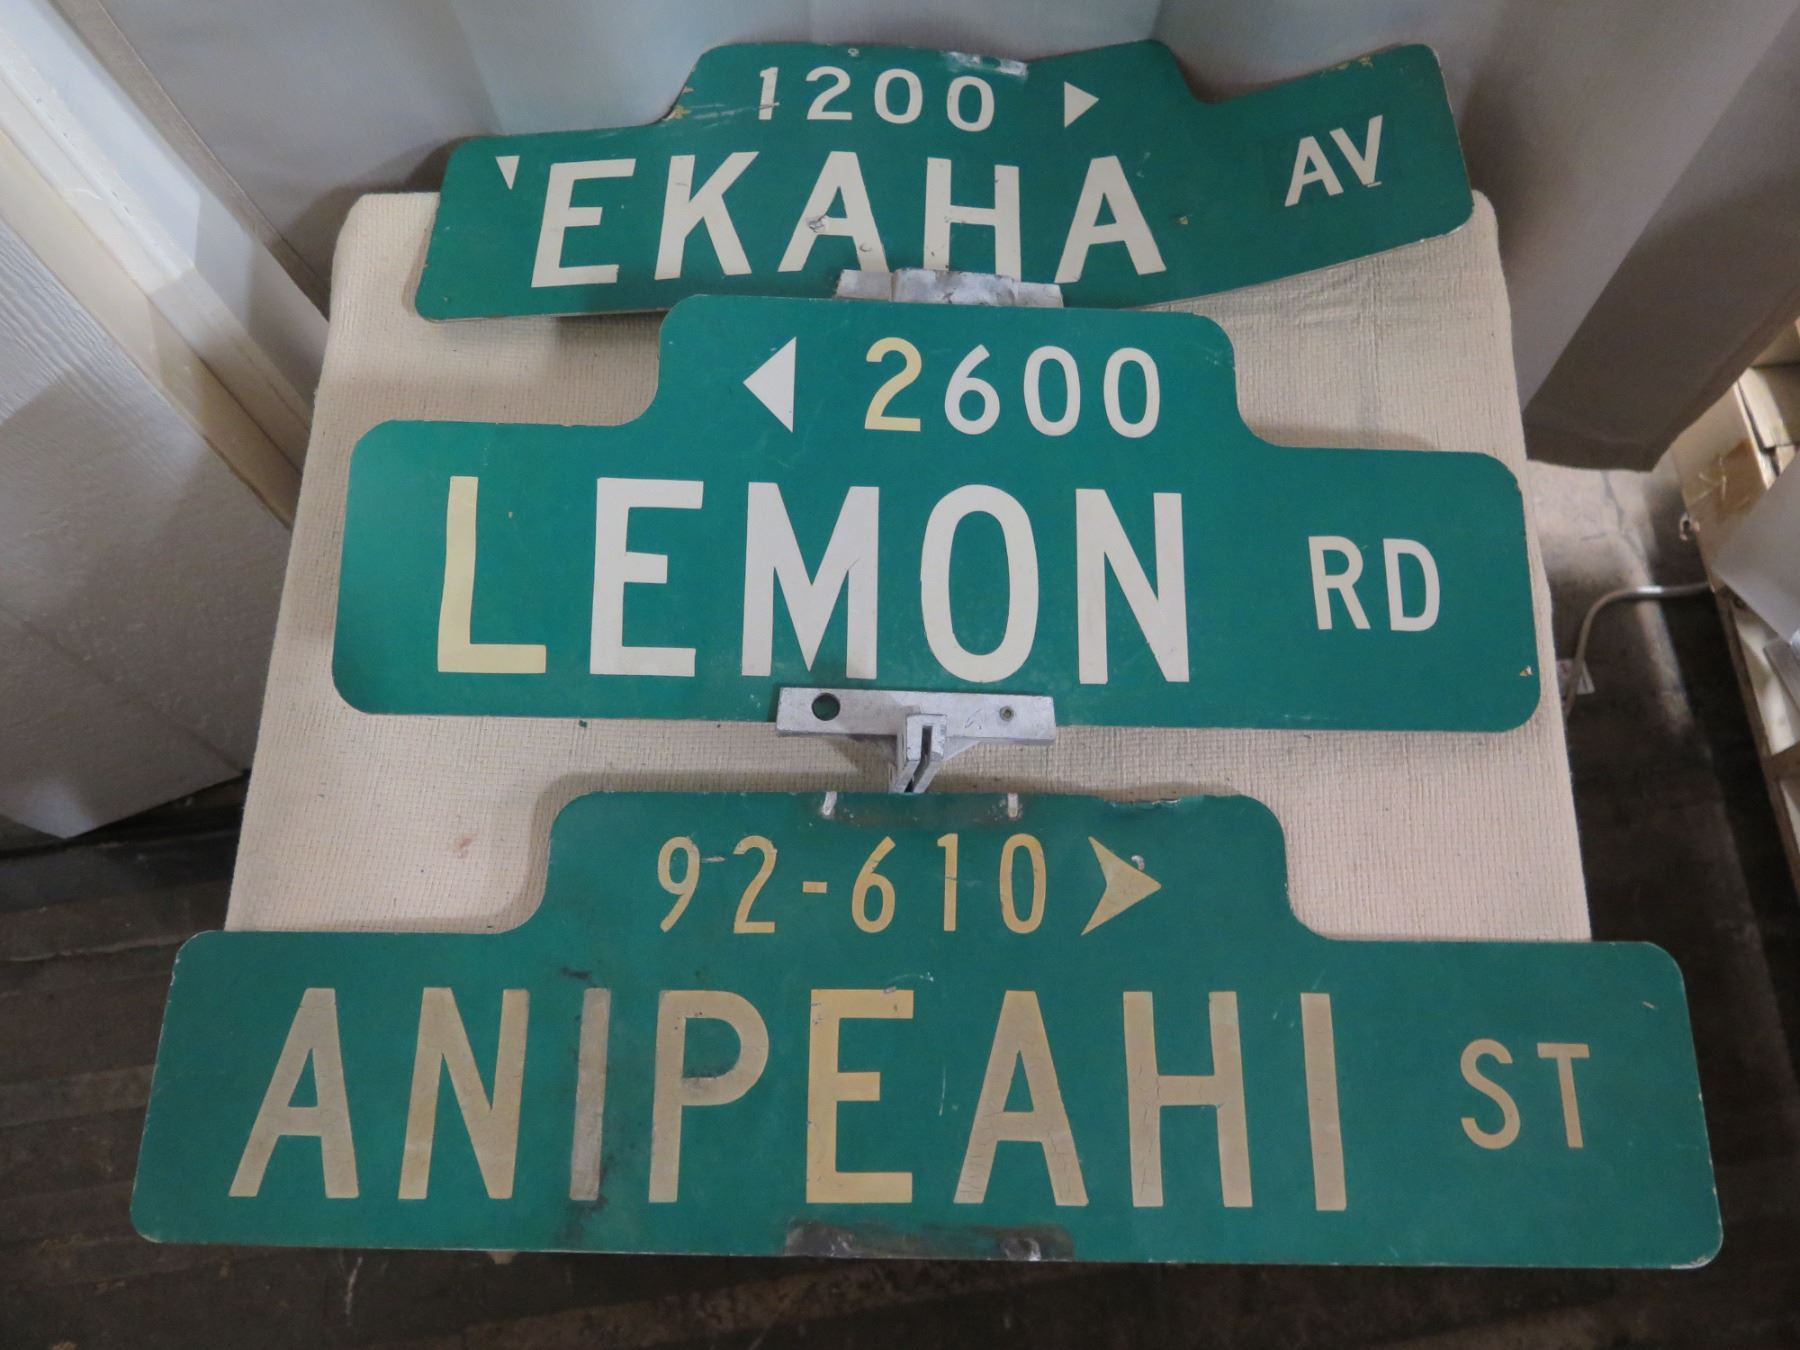 1200 ▶
'EKAHA AV
◀ 2600
LEMON RD
92-610 ➤
ANIPEAHI ST